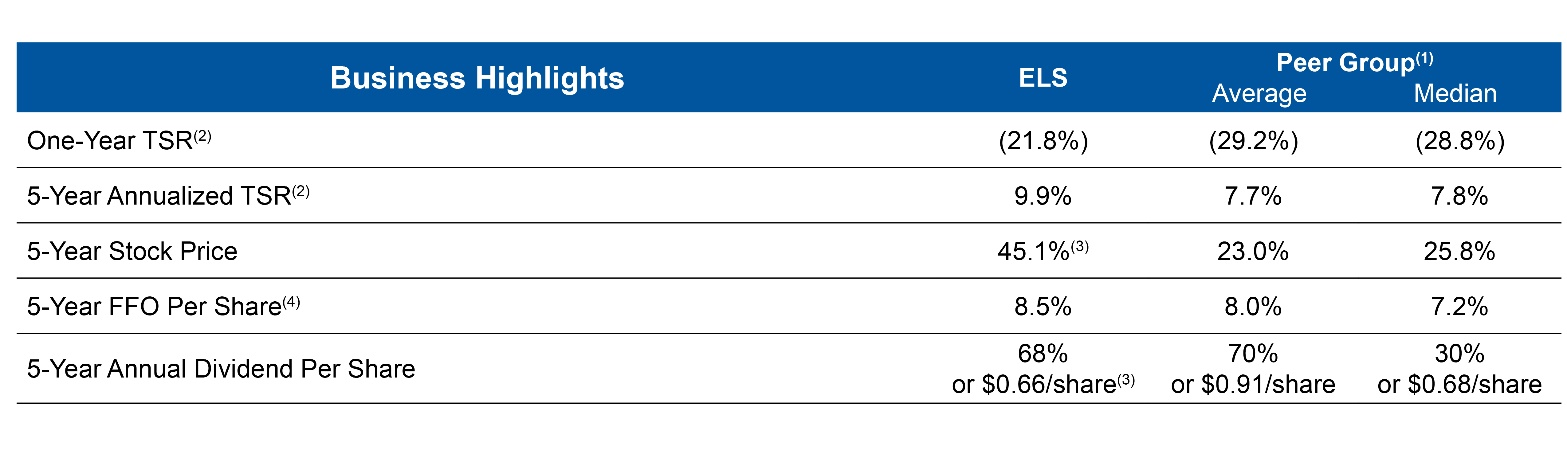 Business Highlights ELS Peer Group(1)
Average Median
One-Year TSR(2) (21.8%) (29.2%) (28.8%)
5-Year Annualized TSR(2) 9.9% 7.7% 7.8%
5-Year Stock Price 45.1%(3) 23.0% 25.8%
5-Year FFO Per Share(4) 8.5% 8.0% 7.2%
5-Year Annual Dividend Per Share 68% 70% 30%
or $0.66/share(3) or $0.91/share or $0.68/share